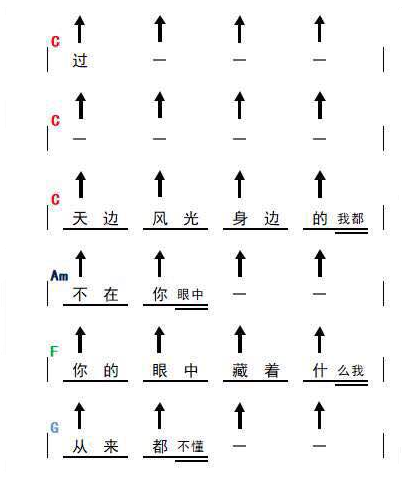 C
过 — — —
C
— — — —
C
天边 风光 身边 的我都
Am
不在 你眼中 — —
F
你的 眼中 藏着 什么我
G
从来 都不懂 — —